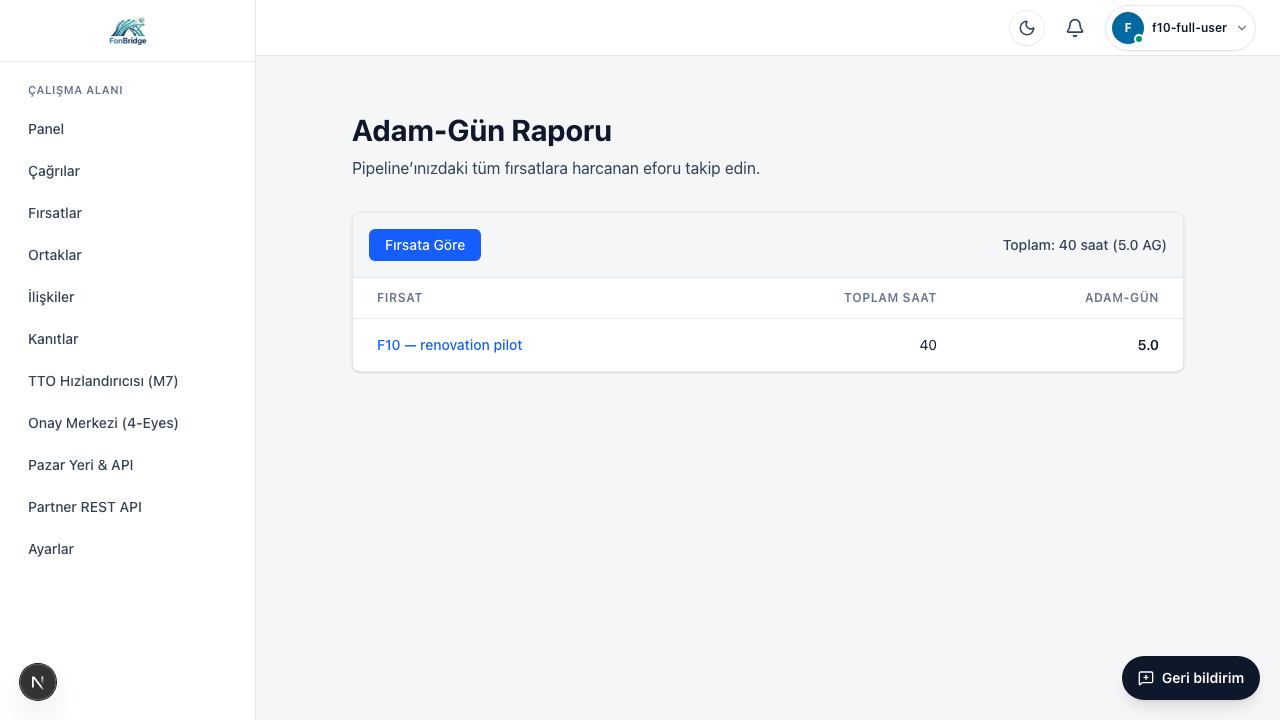 FonBridge
F
f10-full-user
ÇALIŞMA ALANI
Panel
Çağrılar
Fırsatlar
Ortaklar
İlişkiler
Kanıtlar
TTO Hızlandırıcısı (M7)
Onay Merkezi (4-Eyes)
Pazar Yeri & API
Partner REST API
Ayarlar
N
Adam-Gün Raporu
Pipeline’ınızdaki tüm fırsatlara harcanan eforu takip edin.
Fırsata Göre
Toplam: 40 saat (5.0 AG)
FIRSAT TOPLAM SAAT ADAM-GÜN
F10 — renovation pilot 40 5.0
Geri bildirim